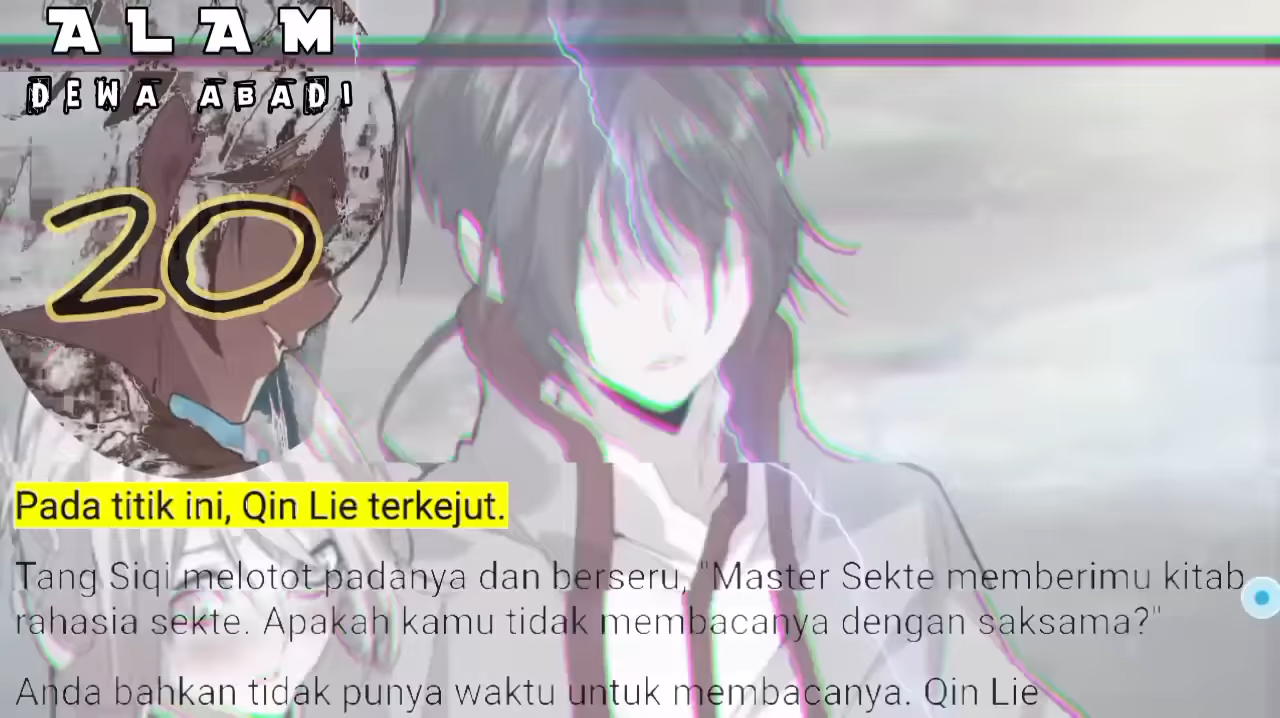 ALAM
DEWA ABADI
20
Pada titik ini, Qin Lie terkejut.
Tang Siqi melotot padanya dan berseru, "Master Sekte memberimu kitab
rahasia sekte. Apakah kamu tidak membacanya dengan saksama?"
Anda bahkan tidak punya waktu untuk membacanya. Qin Lie